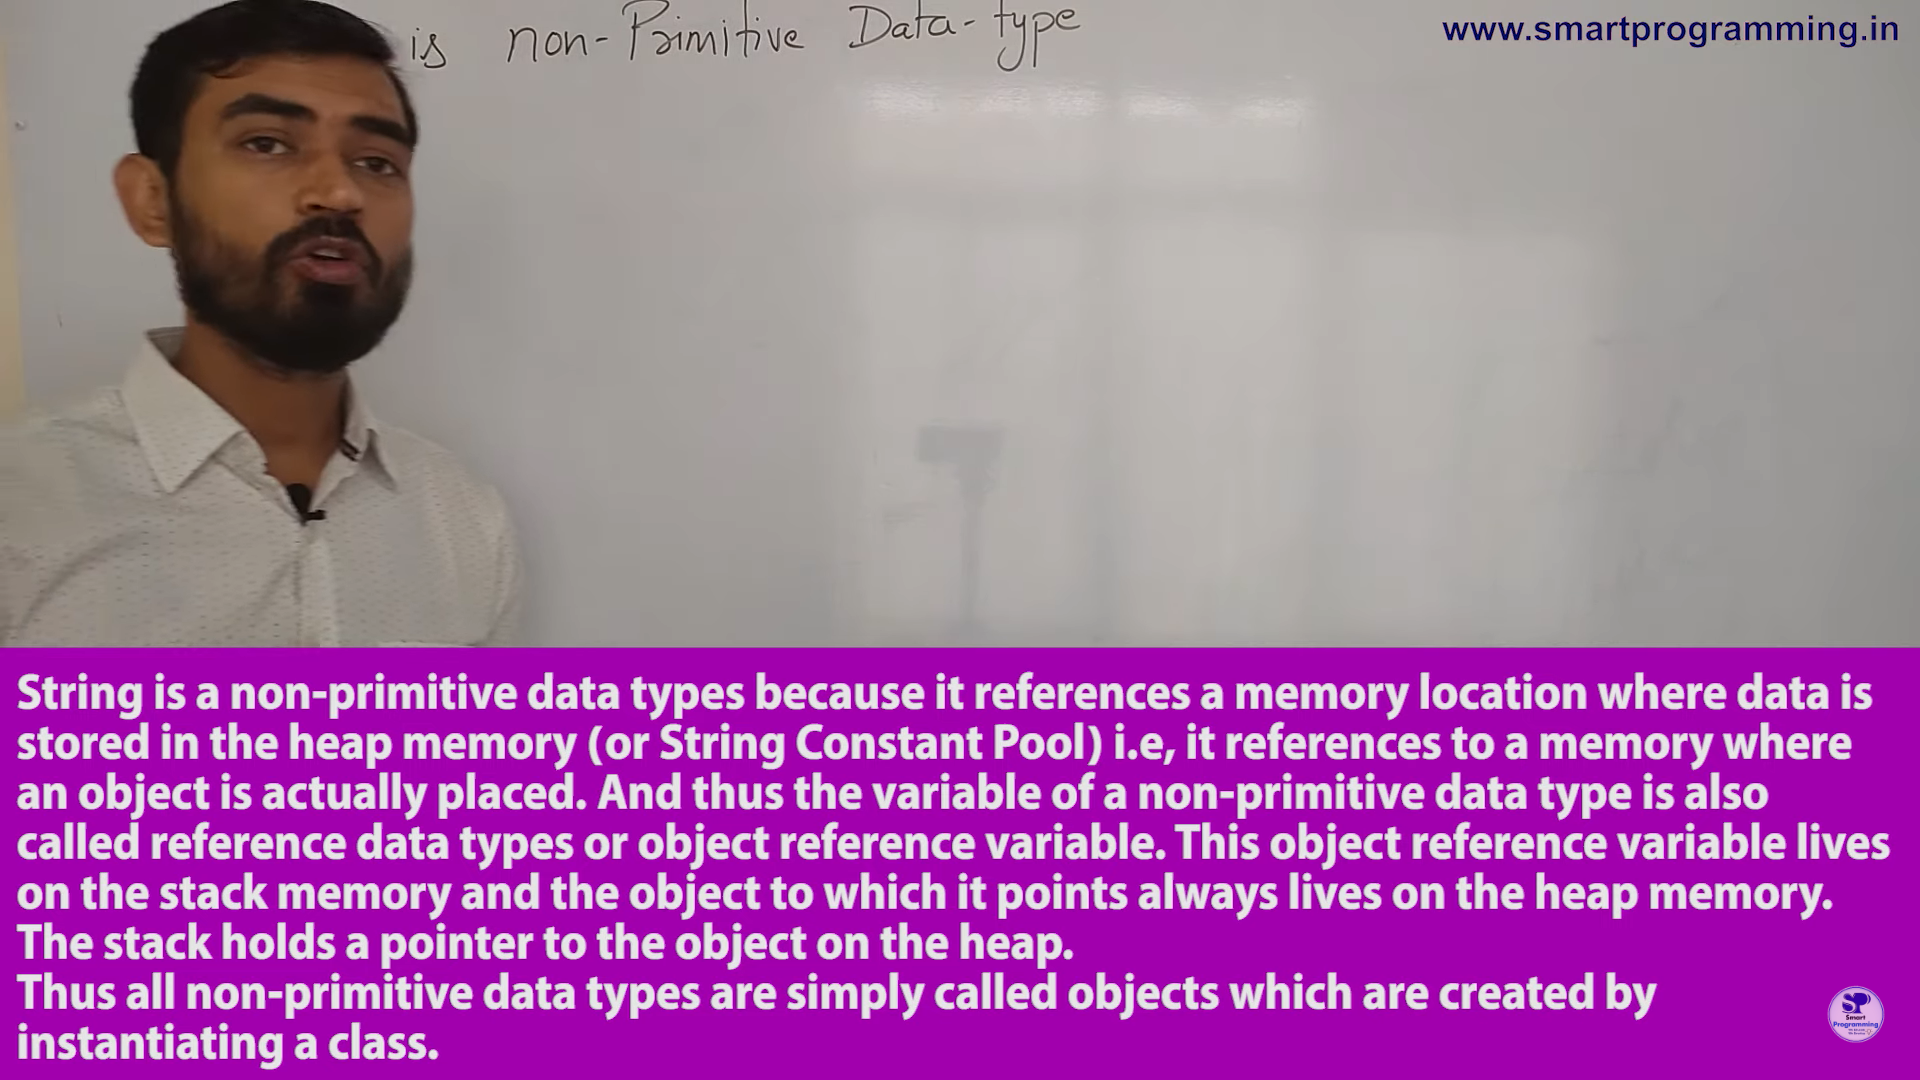 is non-Primitive Data-type
www.smartprogramming.in
String is a non-primitive data types because it references a memory location where data is
stored in the heap memory (or String Constant Pool) i.e, it references to a memory where
an object is actually placed. And thus the variable of a non-primitive data type is also
called reference data types or object reference variable. This object reference variable lives
on the stack memory and the object to which it points always lives on the heap memory.
The stack holds a pointer to the object on the heap.
Thus all non-primitive data types are simply called objects which are created by
instantiating a class.
SP
Smart
Programming